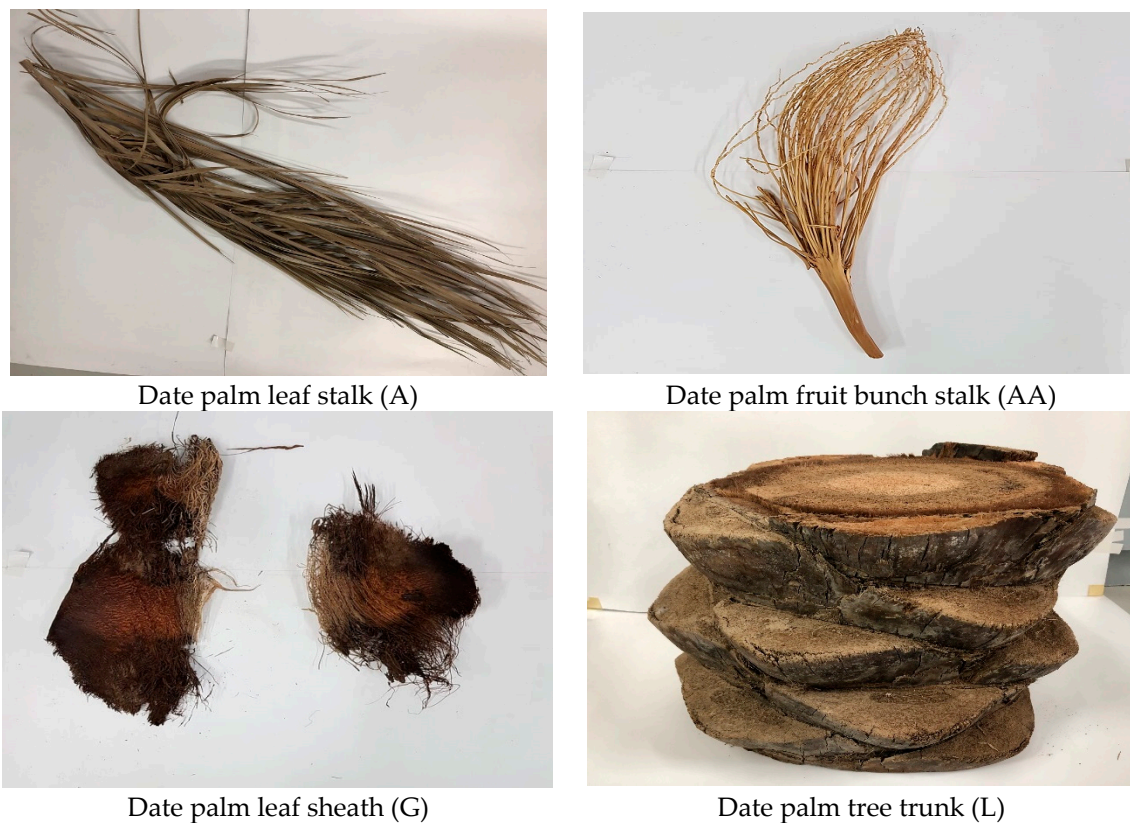 Date palm leaf stalk (A)
Date palm fruit bunch stalk (AA)
Date palm leaf sheath (G)
Date palm tree trunk (L)